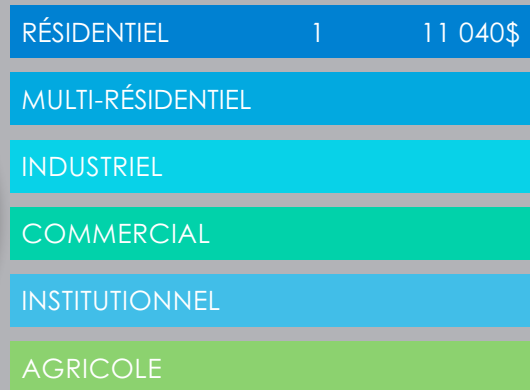 RÉSIDENTIEL 1 11 040$
MULTI-RÉSIDENTIEL
INDUSTRIEL
COMMERCIAL
INSTITUTIONNEL
AGRICOLE